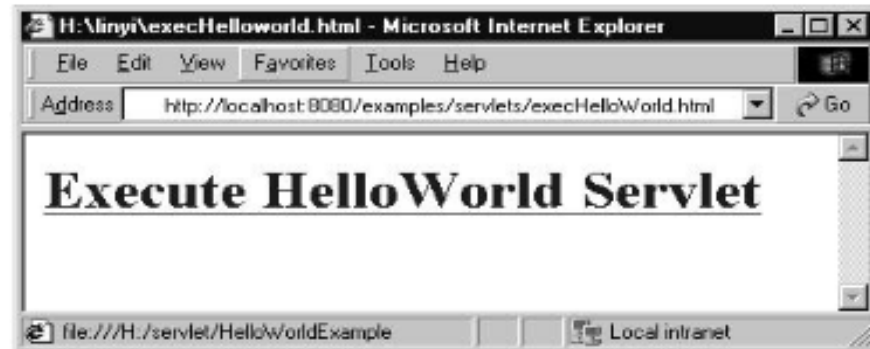 H:\linyi\execHelloworld.html - Microsoft Internet Explorer
File Edit View Favorites Tools Help
Address http://localhost:8080/examples/servlets/execHelloWorld.html Go
Execute HelloWorld Servlet
file:///H:/servlet/HelloWorldExample Local intranet